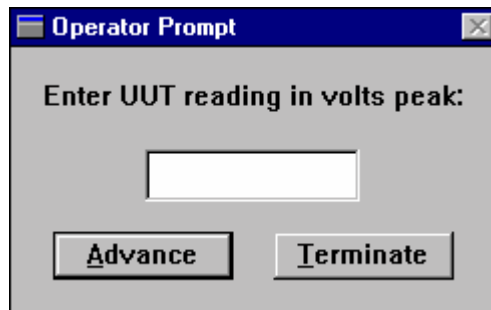 Operator Prompt
Enter UUT reading in volts peak:
Advance
Terminate